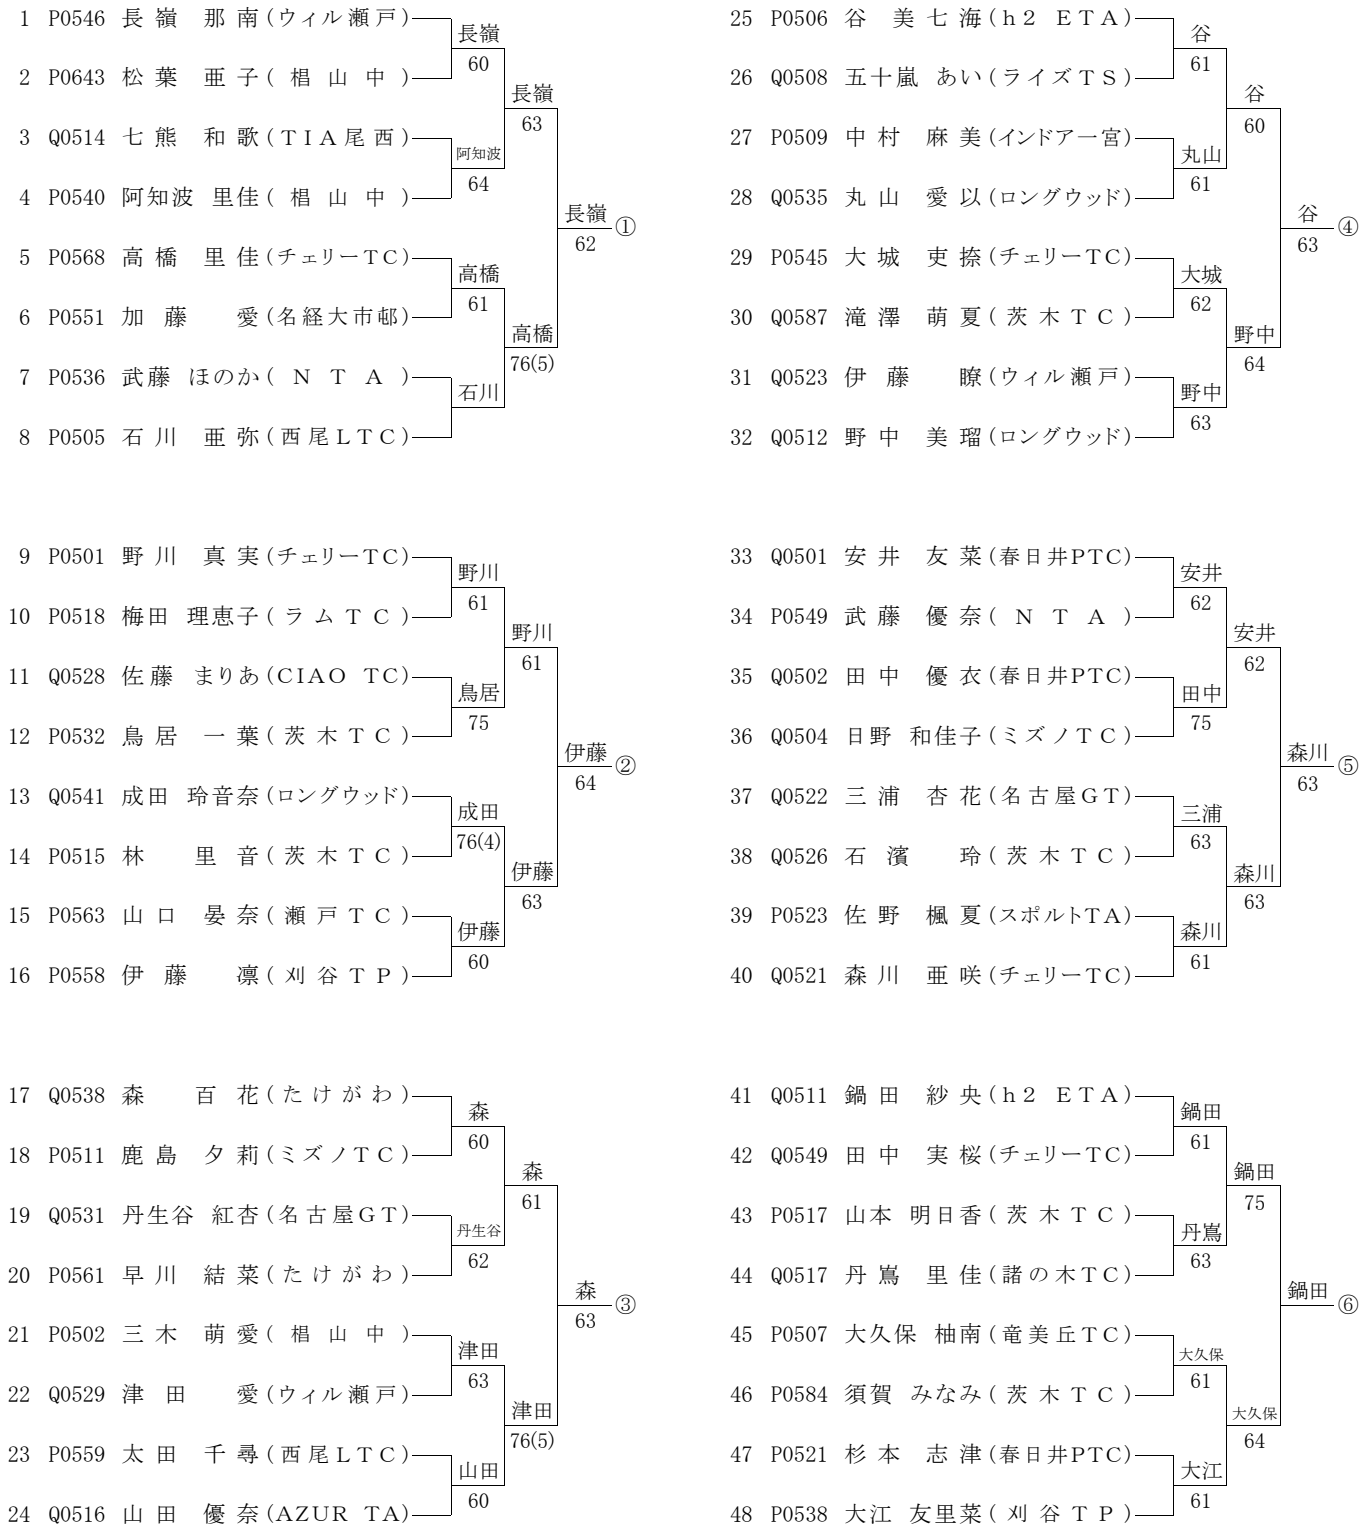 1 P0546 長嶺 那南(ウィル瀬戸)
長嶺
60
2 P0643 松葉 亜子(椙山中)
長嶺
63
3 Q0514 七熊 和歌(TIA尾西)
阿知波
64
4 P0540 阿知波 里佳(椙山中)
長嶺 ①
62
5 P0568 高橋 里佳(チェリーTC)
高橋
61
6 P0551 加藤 愛(名経大市邨)
高橋
76(5)
7 P0536 武藤 ほのか(NTA)
石川
8 P0505 石川 亜弥(西尾LTC)
9 P0501 野川 真実(チェリーTC)
野川
61
10 P0518 梅田 理恵子(ラムTC)
野川
61
11 Q0528 佐藤 まりあ(CIAO TC)
鳥居
75
12 P0532 鳥居 一葉(茨木TC)
伊藤 ②
64
13 Q0541 成田 玲音奈(ロングウッド)
成田
76(4)
14 P0515 林 里音(茨木TC)
伊藤
63
15 P0563 山口 晏奈(瀬戸TC)
伊藤
60
16 P0558 伊藤 凛(刈谷TP)
17 Q0538 森 百花(たけがわ)
森
60
18 P0511 鹿島 夕莉(ミズノTC)
森
61
19 Q0531 丹生谷 紅杏(名古屋GT)
丹生谷
62
20 P0561 早川 結菜(たけがわ)
森 ③
63
21 P0502 三木 萌愛(椙山中)
津田
63
22 Q0529 津田 愛(ウィル瀬戸)
津田
76(5)
23 P0559 太田 千尋(西尾LTC)
山田
60
24 Q0516 山田 優奈(AZUR TA)
25 P0506 谷 美七海(h2 ETA)
谷
61
26 Q0508 五十嵐 あい(ライズTS)
谷
60
27 P0509 中村 麻美(インドアー宮)
丸山
61
28 Q0535 丸山 愛以(ロングウッド)
谷 ④
63
29 P0545 大城 吏捺(チェリーTC)
大城
62
30 Q0587 滝澤 萌夏(茨木TC)
野中
64
31 Q0523 伊藤 瞭(ウィル瀬戸)
野中
63
32 Q0512 野中 美瑠(ロングウッド)
33 Q0501 安井 友菜(春日井PTC)
安井
62
34 P0549 武藤 優奈(NTA)
安井
62
35 Q0502 田中 優衣(春日井PTC)
田中
75
36 Q0504 日野 和佳子(ミズノTC)
森川 ⑤
63
37 Q0522 三浦 杏花(名古屋GT)
三浦
63
38 Q0526 石濱 玲(茨木TC)
森川
63
39 P0523 佐野 楓夏(スポルトTA)
森川
61
40 Q0521 森川 亜咲(チェリーTC)
41 Q0511 鍋田 紗央(h2 ETA)
鍋田
61
42 Q0549 田中 実桜(チェリーTC)
鍋田
75
43 P0517 山本 明日香(茨木TC)
丹嶌
63
44 Q0517 丹嶌 里佳(諸の木TC)
鍋田 ⑥
45 P0507 大久保 柚南(竜美丘TC)
大久保
61
46 P0584 須賀 みなみ(茨木TC)
大久保
64
47 P0521 杉本 志津(春日井PTC)
大江
61
48 P0538 大江 友里菜(刈谷TP)